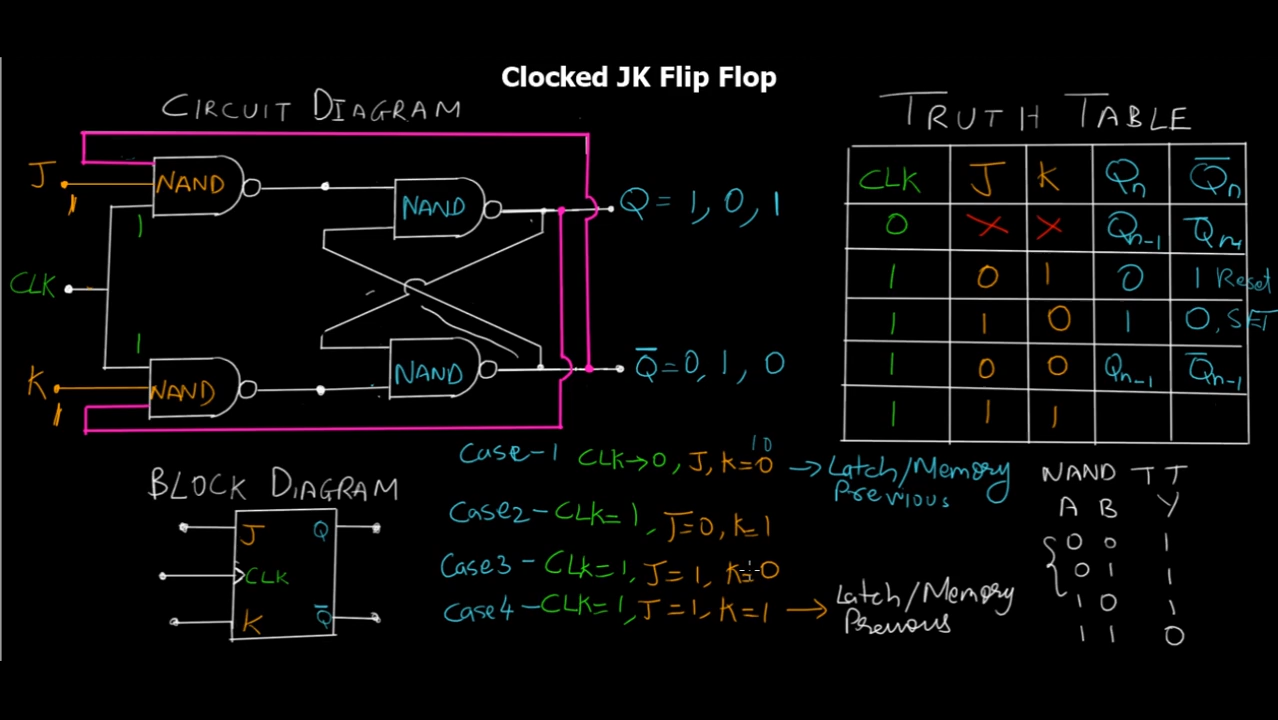 Clocked JK Flip Flop
CIRCUIT DIAGRAM
J
1
NAND
1
CLK
1
K
1
NAND
NAND
NAND
Q = 1, 0, 1
Q̅ = 0, 1, 0
TRUTH TABLE
CLK J K Qn Q̅n
0 X X Qn-1 Q̅n-1
1 0 1 0 1 Reset
1 1 0 1 0, SET
1 0 0 Qn-1 Q̅n-1
1 1 1
BLOCK DIAGRAM
J Q
CLK
K Q̅
1 0
Case-1 CLK→0, J, K=0 → Latch/Memory
Previous
Case2-CLK=1, J=0, K=1
Case3-CLK=1, J=1, K=0
Case4-CLK=1, J=1, K=1 → Latch/Memory
Previous
NAND TT
A B Y
0 0 1
0 1 1
1 0 1
1 1 0